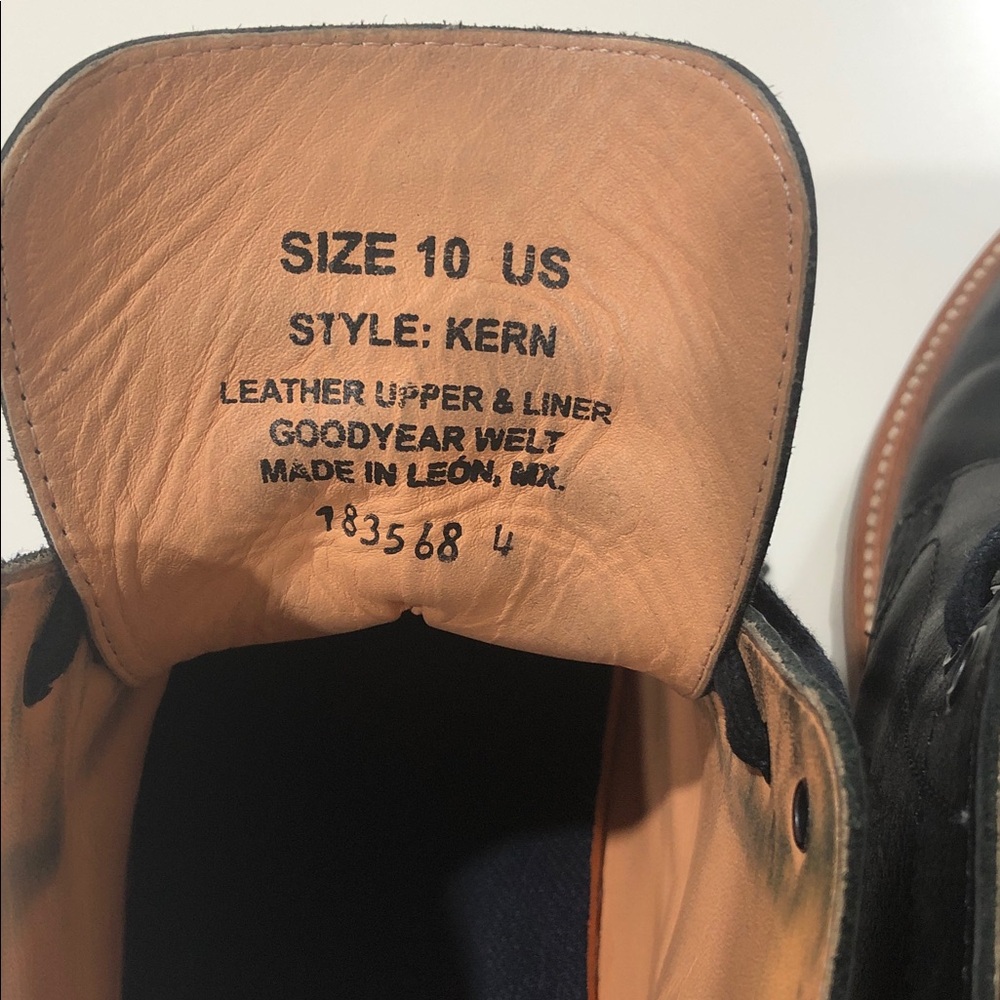 SIZE 10 US
STYLE: KERN
LEATHER UPPER & LINER
GOODYEAR WELT
MADE IN LEÓN, MX.
183568 4